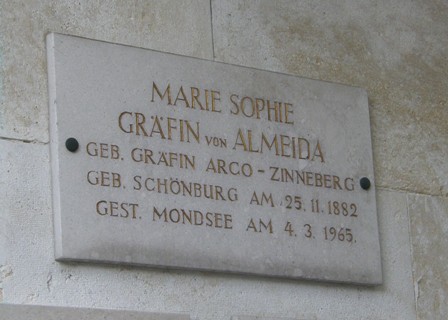 MARIE SOPHIE
GRÄFIN VON ALMEIDA
GEB. GRÄFIN ARCO - ZINNEBERG
GEB. SCHÖNBURG AM 25. 11. 1882
GEST. MONDSEE AM 4. 3. 1965.